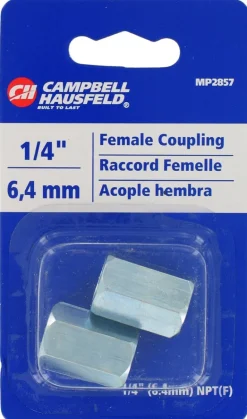 MP2857
CH CAMPBELL
HAUSFELD®
BUILT TO LAST
1/4"
6,4 mm
Female Coupling
Raccord Femelle
Acople hembra
1/4" (6.4mm) NPT(F)